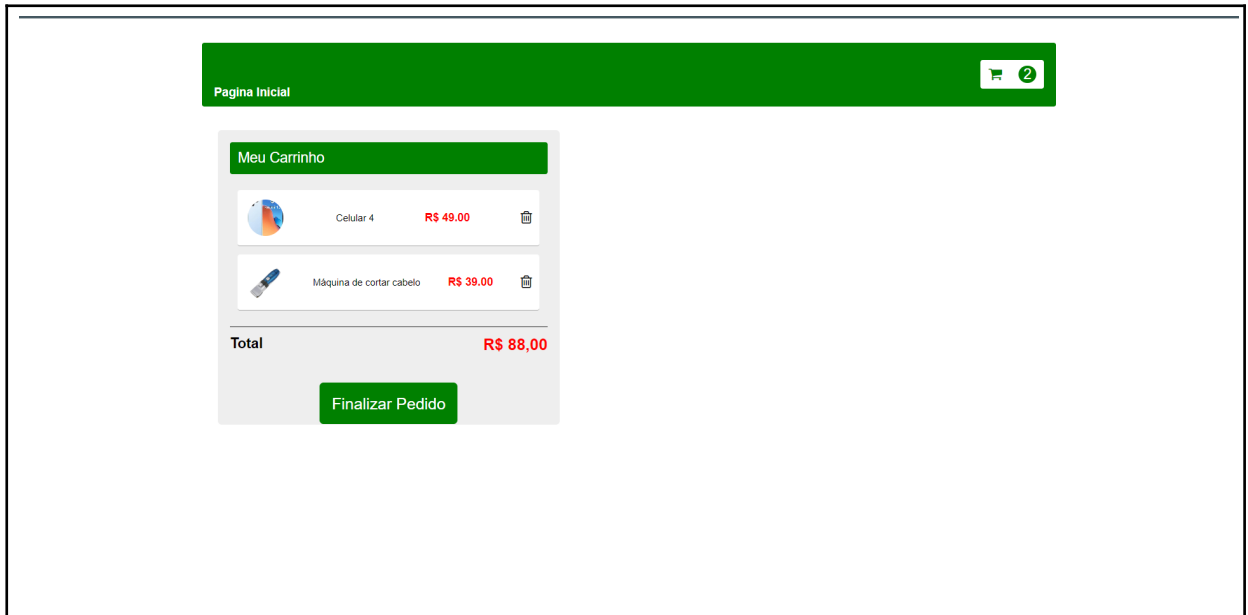 2
Pagina Inicial
Meu Carrinho
Celular 4 R$ 49.00
Máquina de cortar cabelo R$ 39.00
Total R$ 88,00
Finalizar Pedido